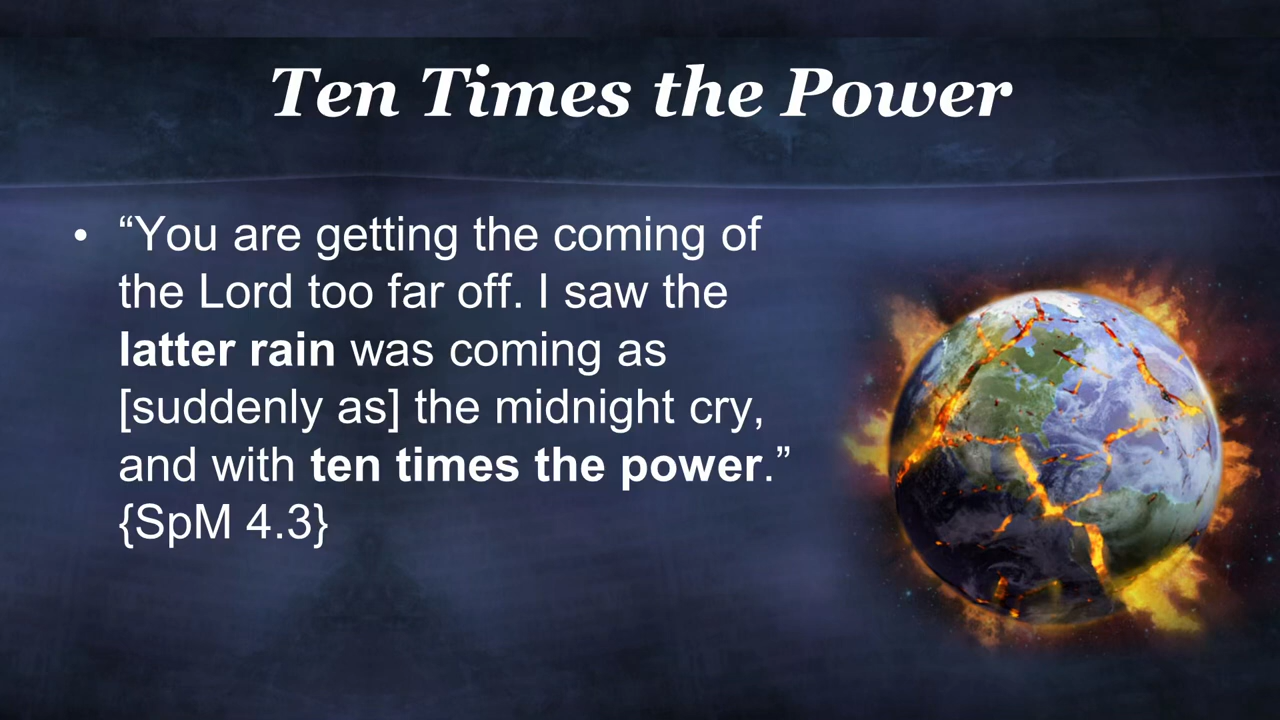 Ten Times the Power
• “You are getting the coming of
the Lord too far off. I saw the
latter rain was coming as
[suddenly as] the midnight cry,
and with ten times the power.”
{SpM 4.3}